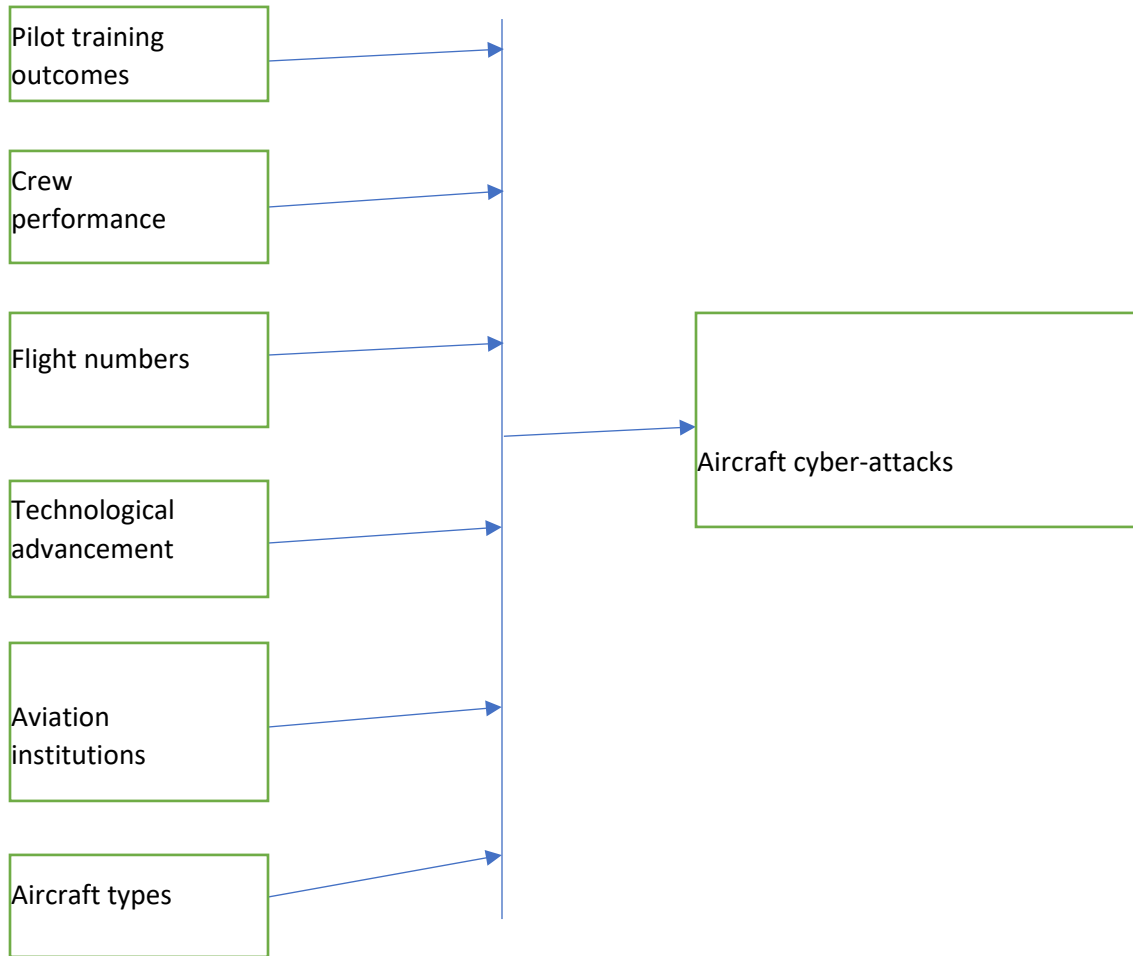 Pilot training
outcomes
Crew
performance
Flight numbers
Aircraft cyber-attacks
Technological
advancement
Aviation
institutions
Aircraft types